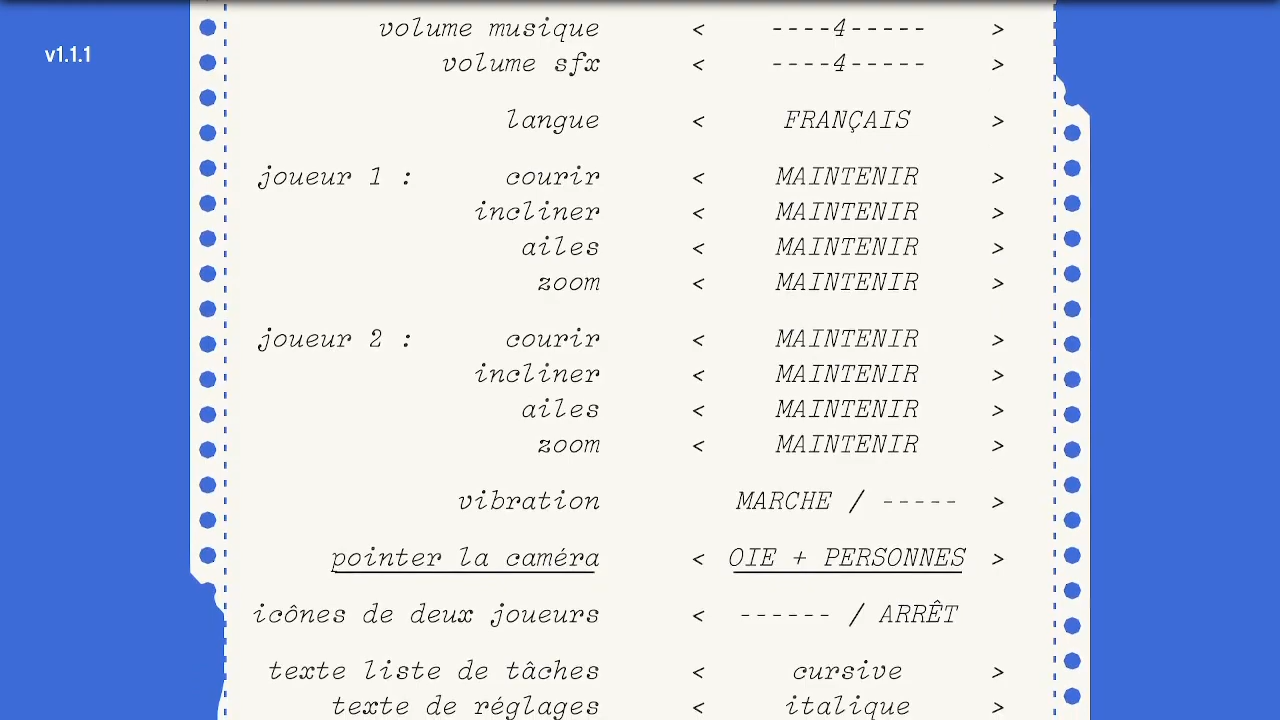 v1.1.1
volume musique < ----4----- >
volume sfx < ----4----- >
langue < FRANÇAIS >
joueur 1 : courir < MAINTENIR >
incliner < MAINTENIR >
ailes < MAINTENIR >
zoom < MAINTENIR >
joueur 2 : courir < MAINTENIR >
incliner < MAINTENIR >
ailes < MAINTENIR >
zoom < MAINTENIR >
vibration MARCHE / ----- >
pointer la caméra < OIE + PERSONNES >
icônes de deux joueurs < ------ / ARRÊT
texte liste de tâches < cursive >
texte de réglages < italique >